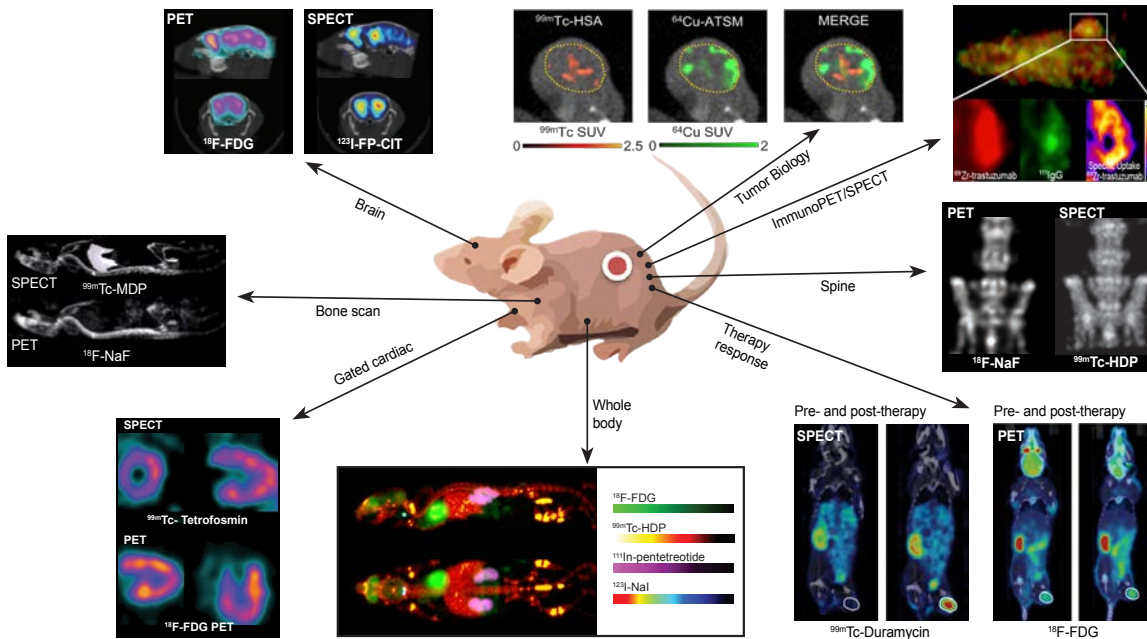 PET
SPECT
¹⁸F-FDG
¹²³I-FP-CIT
⁹⁹ᵐTc-HSA
⁶⁴Cu-ATSM
MERGE
⁹⁹ᵐTc SUV
0
2.5
⁶⁴Cu SUV
0
2
⁸⁹Zr-trastuzumab
¹¹¹IgG
Specific Uptake
⁸⁹Zr-trastuzumab
Brain
Tumor Biology
ImmunoPET/SPECT
SPECT
⁹⁹ᵐTc-MDP
PET
¹⁸F-NaF
Bone scan
Spine
PET
SPECT
¹⁸F-NaF
⁹⁹ᵐTc-HDP
Gated cardiac
Whole
body
Therapy
response
SPECT
⁹⁹ᵐTc- Tetrofosmin
PET
¹⁸F-FDG PET
¹⁸F-FDG
⁹⁹ᵐTc-HDP
¹¹¹In-pentetreotide
¹²³I-NaI
Pre- and post-therapy
SPECT
⁹⁹ᵐTc-Duramycin
Pre- and post-therapy
PET
¹⁸F-FDG